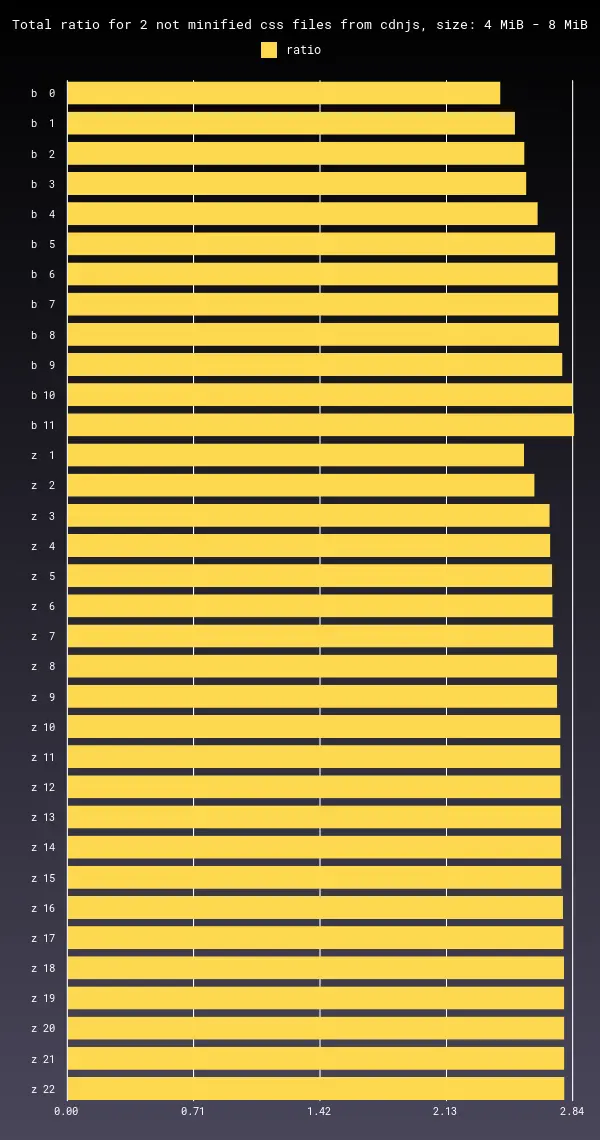 Total ratio for 2 not minified css files from cdnjs, size: 4 MiB - 8 MiB
ratio
b 0
b 1
b 2
b 3
b 4
b 5
b 6
b 7
b 8
b 9
b 10
b 11
z 1
z 2
z 3
z 4
z 5
z 6
z 7
z 8
z 9
z 10
z 11
z 12
z 13
z 14
z 15
z 16
z 17
z 18
z 19
z 20
z 21
z 22
0.00 0.71 1.42 2.13 2.84